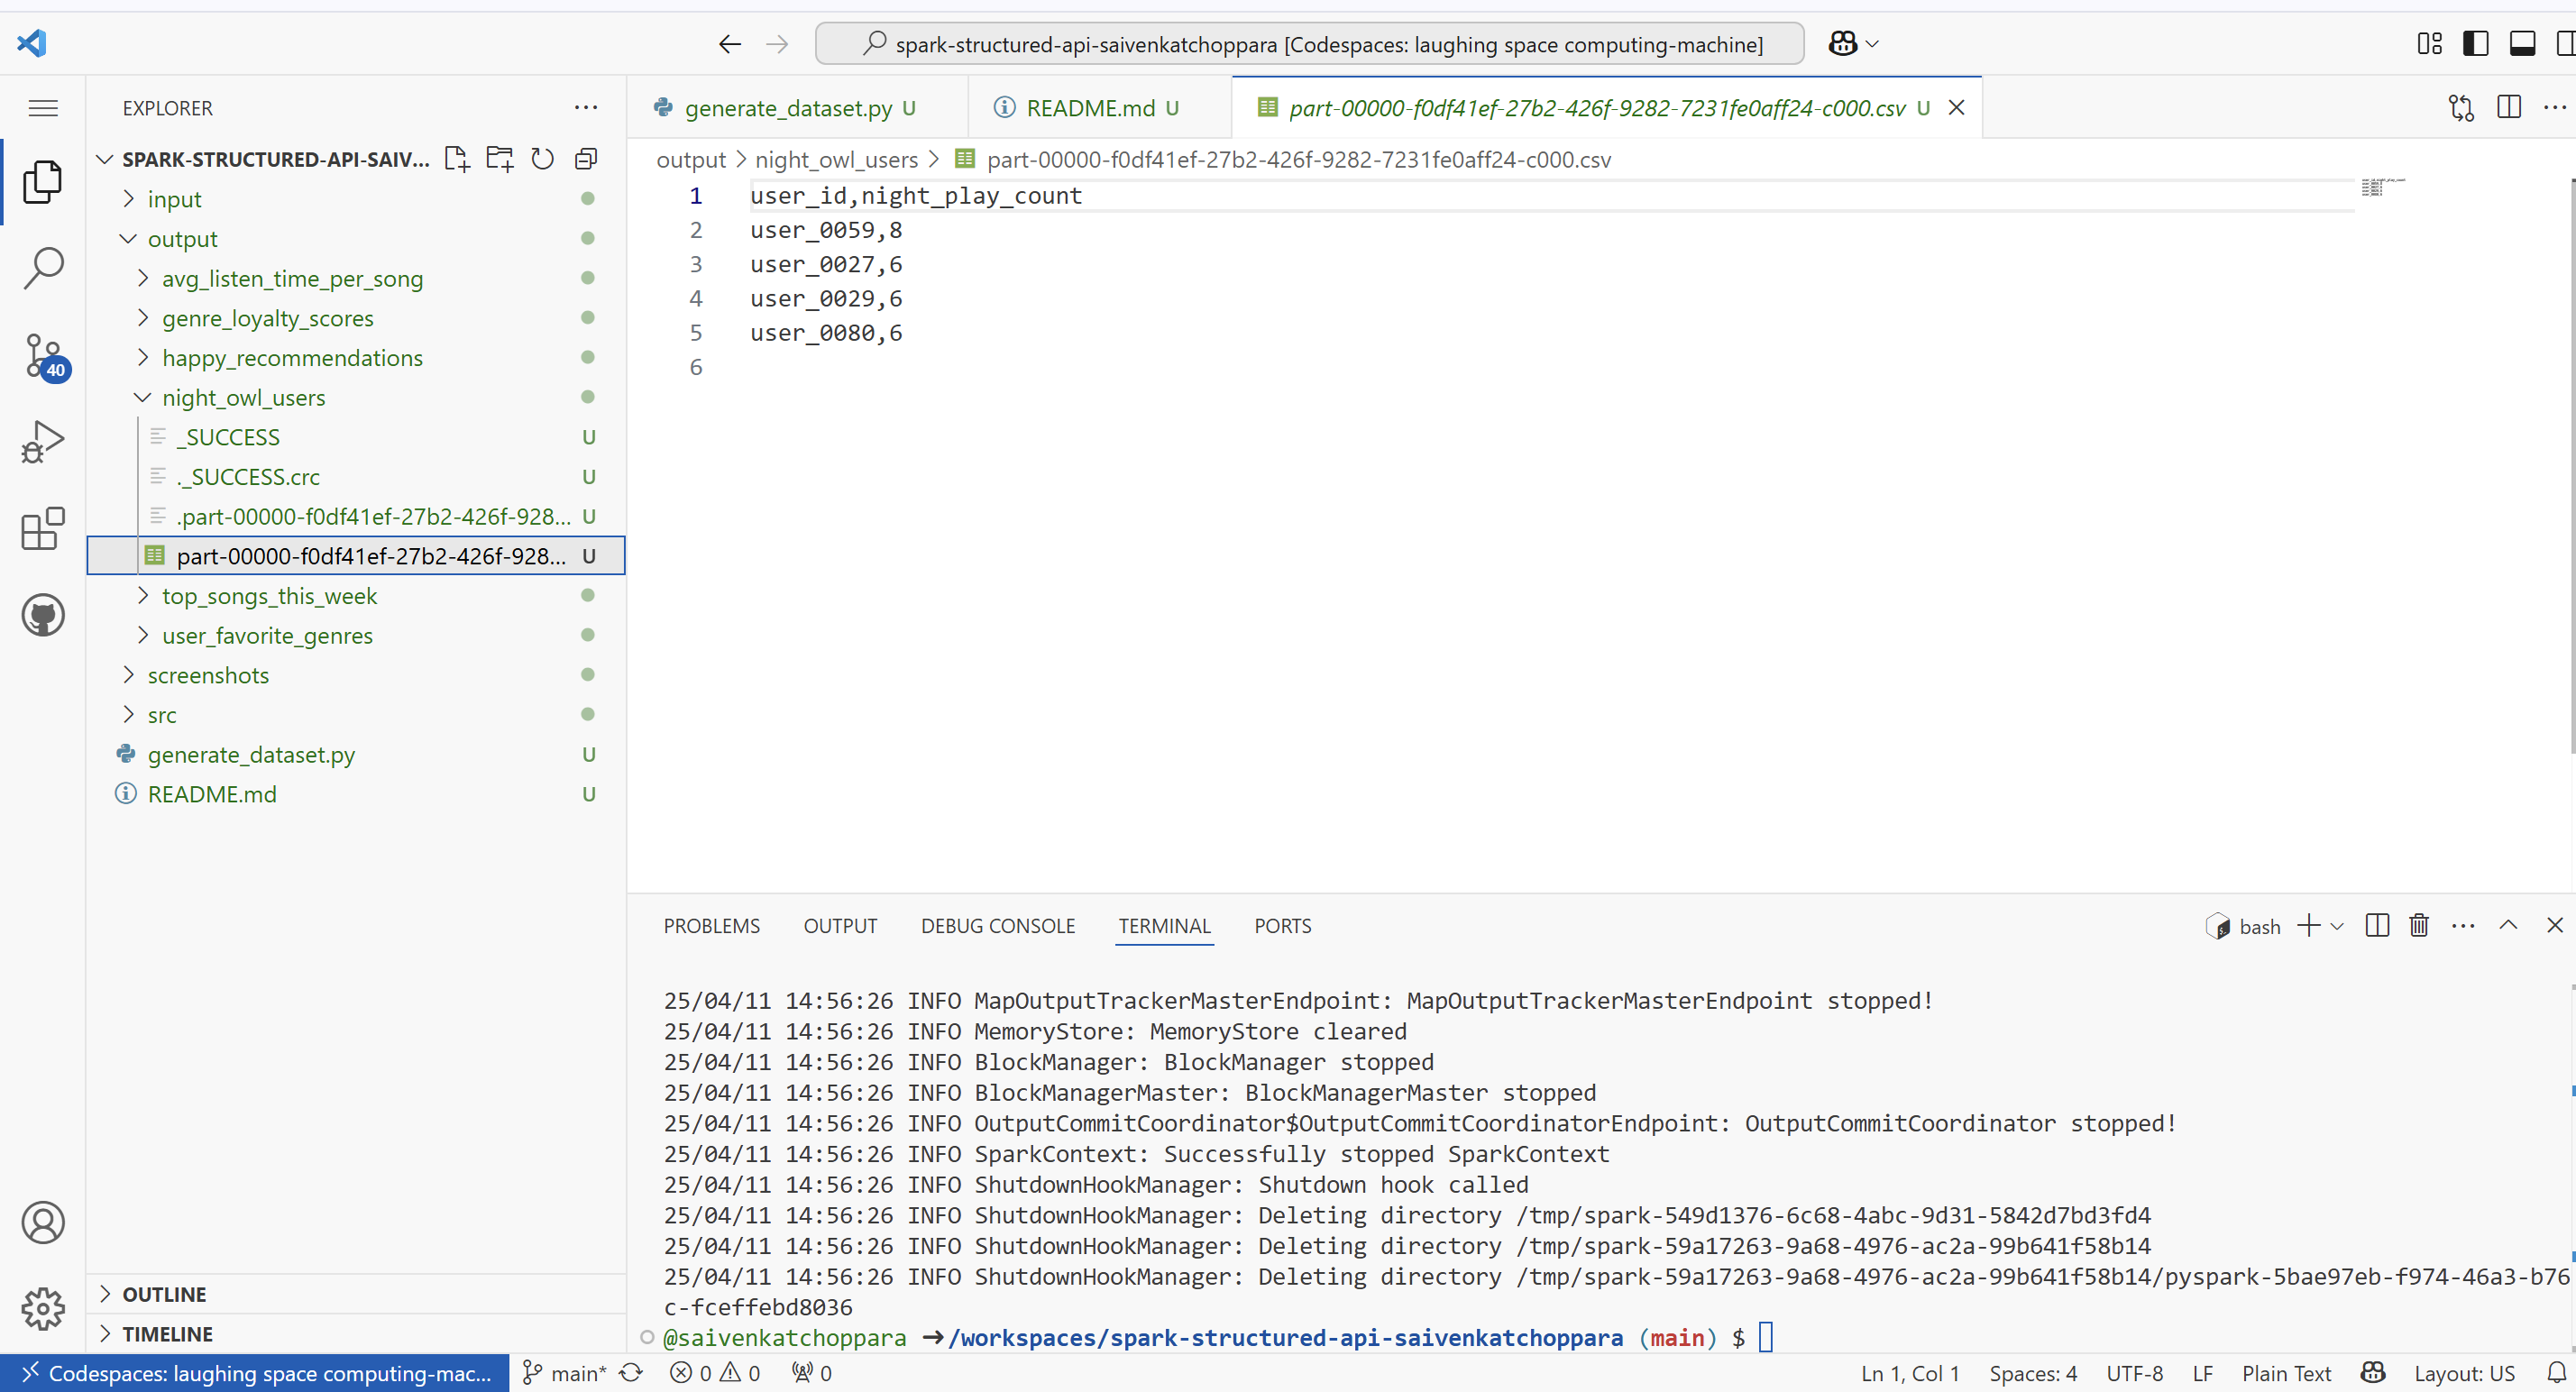 spark-structured-api-saivenkatchoppara [Codespaces: laughing space computing-machine]
EXPLORER
SPARK-STRUCTURED-API-SAIV...
input
output
avg_listen_time_per_song
genre_loyalty_scores
happy_recommendations
night_owl_users
_SUCCESS U
._SUCCESS.crc U
.part-00000-f0df41ef-27b2-426f-928... U
part-00000-f0df41ef-27b2-426f-928... U
top_songs_this_week
user_favorite_genres
screenshots
src
generate_dataset.py U
README.md U
OUTLINE
TIMELINE
40
generate_dataset.py U
README.md U
part-00000-f0df41ef-27b2-426f-9282-7231fe0aff24-c000.csv U
output > night_owl_users > part-00000-f0df41ef-27b2-426f-9282-7231fe0aff24-c000.csv
1 user_id,night_play_count
2 user_0059,8
3 user_0027,6
4 user_0029,6
5 user_0080,6
6
PROBLEMS OUTPUT DEBUG CONSOLE TERMINAL PORTS
bash
25/04/11 14:56:26 INFO MapOutputTrackerMasterEndpoint: MapOutputTrackerMasterEndpoint stopped!
25/04/11 14:56:26 INFO MemoryStore: MemoryStore cleared
25/04/11 14:56:26 INFO BlockManager: BlockManager stopped
25/04/11 14:56:26 INFO BlockManagerMaster: BlockManagerMaster stopped
25/04/11 14:56:26 INFO OutputCommitCoordinator$OutputCommitCoordinatorEndpoint: OutputCommitCoordinator stopped!
25/04/11 14:56:26 INFO SparkContext: Successfully stopped SparkContext
25/04/11 14:56:26 INFO ShutdownHookManager: Shutdown hook called
25/04/11 14:56:26 INFO ShutdownHookManager: Deleting directory /tmp/spark-549d1376-6c68-4abc-9d31-5842d7bd3fd4
25/04/11 14:56:26 INFO ShutdownHookManager: Deleting directory /tmp/spark-59a17263-9a68-4976-ac2a-99b641f58b14
25/04/11 14:56:26 INFO ShutdownHookManager: Deleting directory /tmp/spark-59a17263-9a68-4976-ac2a-99b641f58b14/pyspark-5bae97eb-f974-46a3-b76
c-fceffebd8036
@saivenkatchoppara →/workspaces/spark-structured-api-saivenkatchoppara (main) $
Codespaces: laughing space computing-mac... main* 0 0 0 Ln 1, Col 1 Spaces: 4 UTF-8 LF Plain Text Layout: US